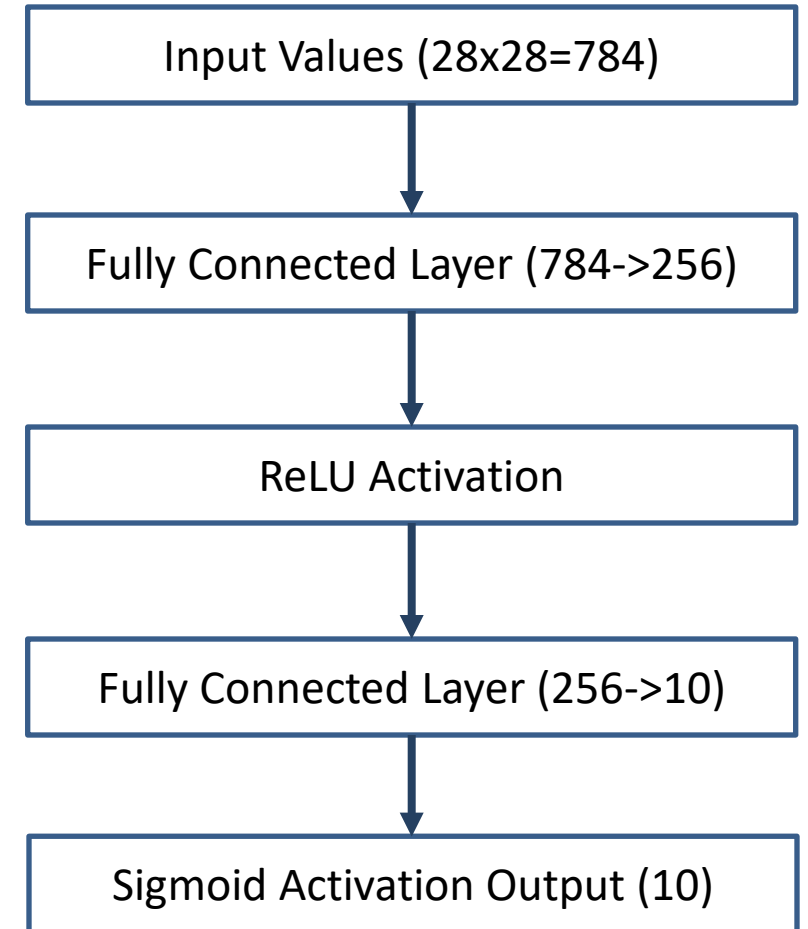 Input Values (28x28=784)
Fully Connected Layer (784->256)
ReLU Activation
Fully Connected Layer (256->10)
Sigmoid Activation Output (10)